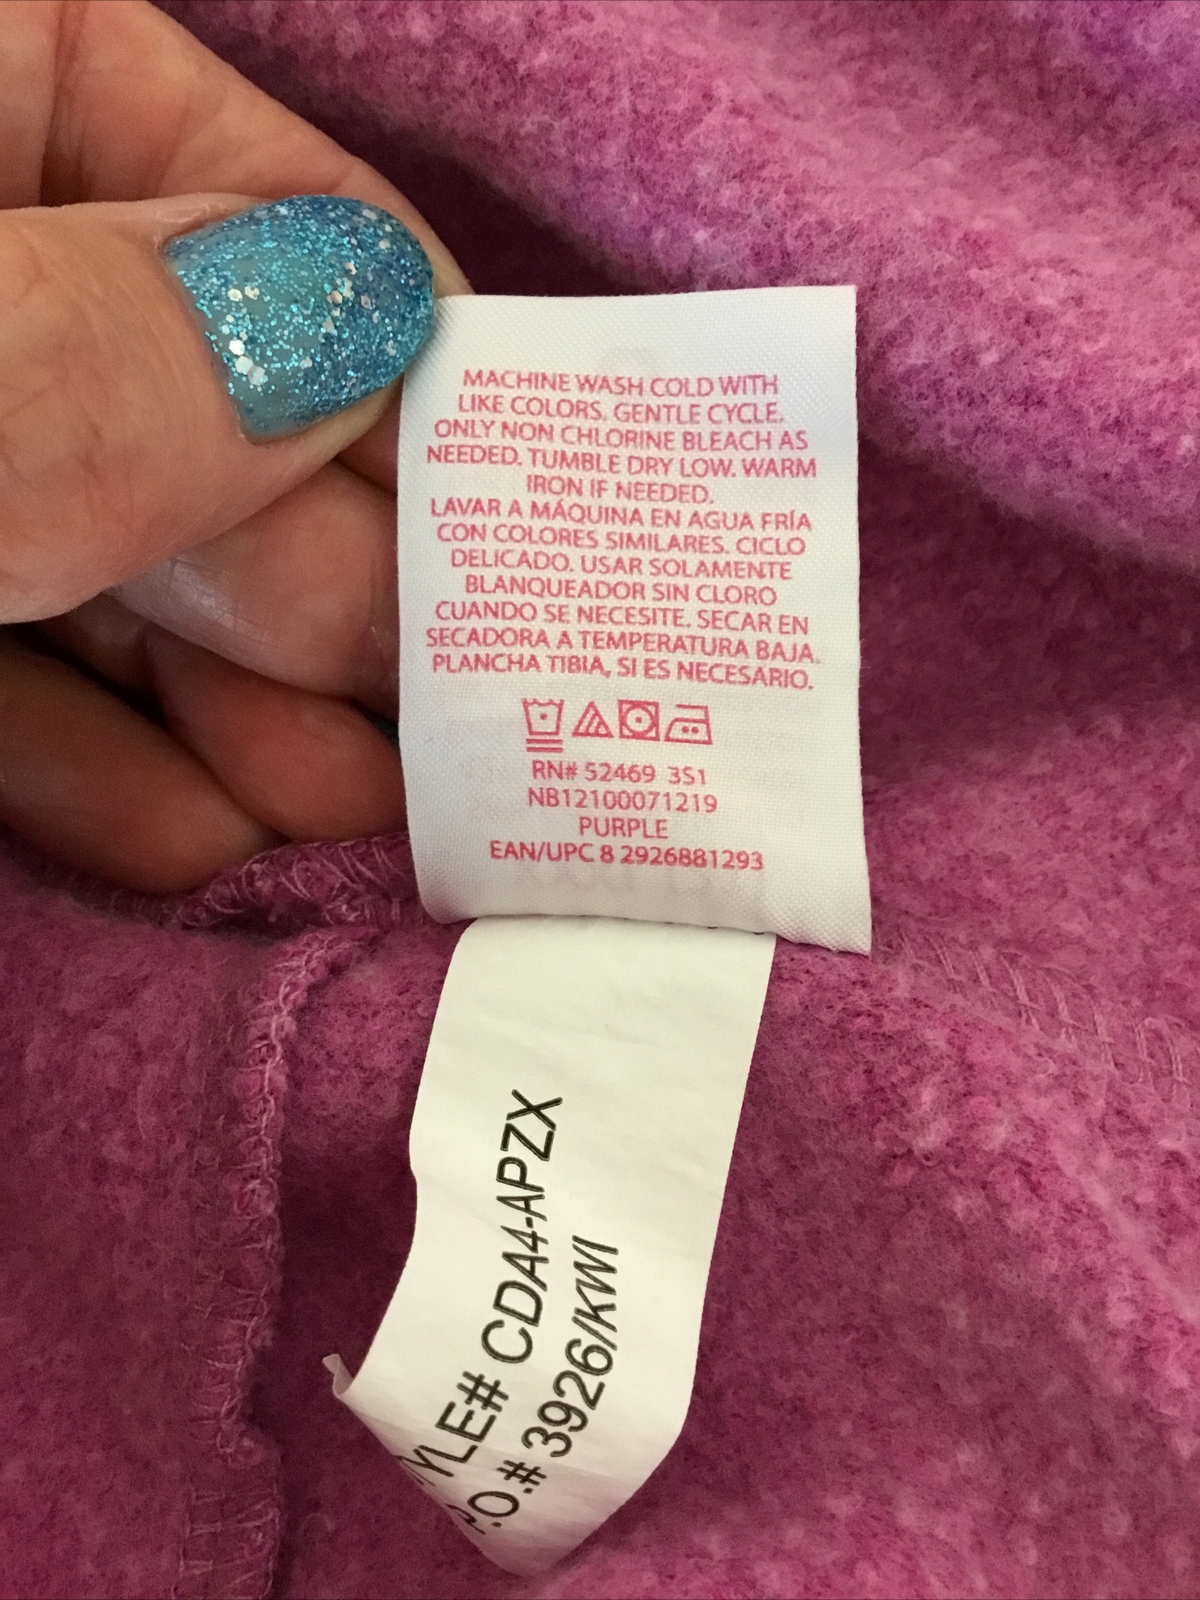 MACHINE WASH COLD WITH
LIKE COLORS. GENTLE CYCLE.
ONLY NON CHLORINE BLEACH AS
NEEDED. TUMBLE DRY LOW. WARM
IRON IF NEEDED.
LAVAR A MÁQUINA EN AGUA FRÍA
CON COLORES SIMILARES. CICLO
DELICADO. USAR SOLAMENTE
BLANQUEADOR SIN CLORO
CUANDO SE NECESITE. SECAR EN
SECADORA A TEMPERATURA BAJA.
PLANCHA TIBIA, SI ES NECESARIO.
RN# 52469 3S1
NB12100071219
PURPLE
EAN/UPC 8 2926881293
YLE# CDA4-APZX
P.O.# 3926/KWI